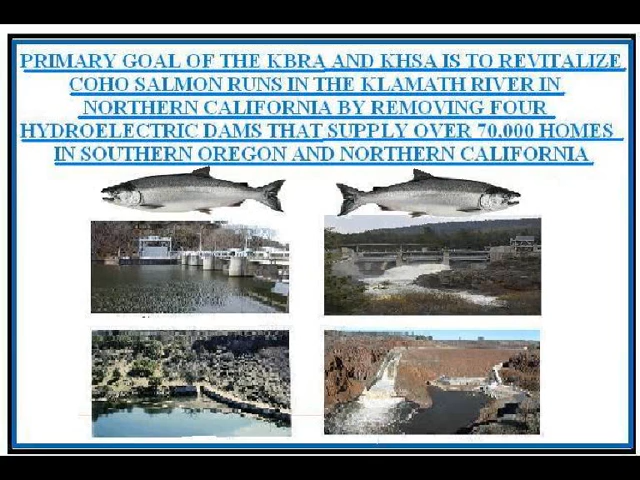 PRIMARY GOAL OF THE KBRA AND KHSA IS TO REVITALIZE
COHO SALMON RUNS IN THE KLAMATH RIVER IN
NORTHERN CALIFORNIA BY REMOVING FOUR
HYDROELECTRIC DAMS THAT SUPPLY OVER 70,000 HOMES
IN SOUTHERN OREGON AND NORTHERN CALIFORNIA